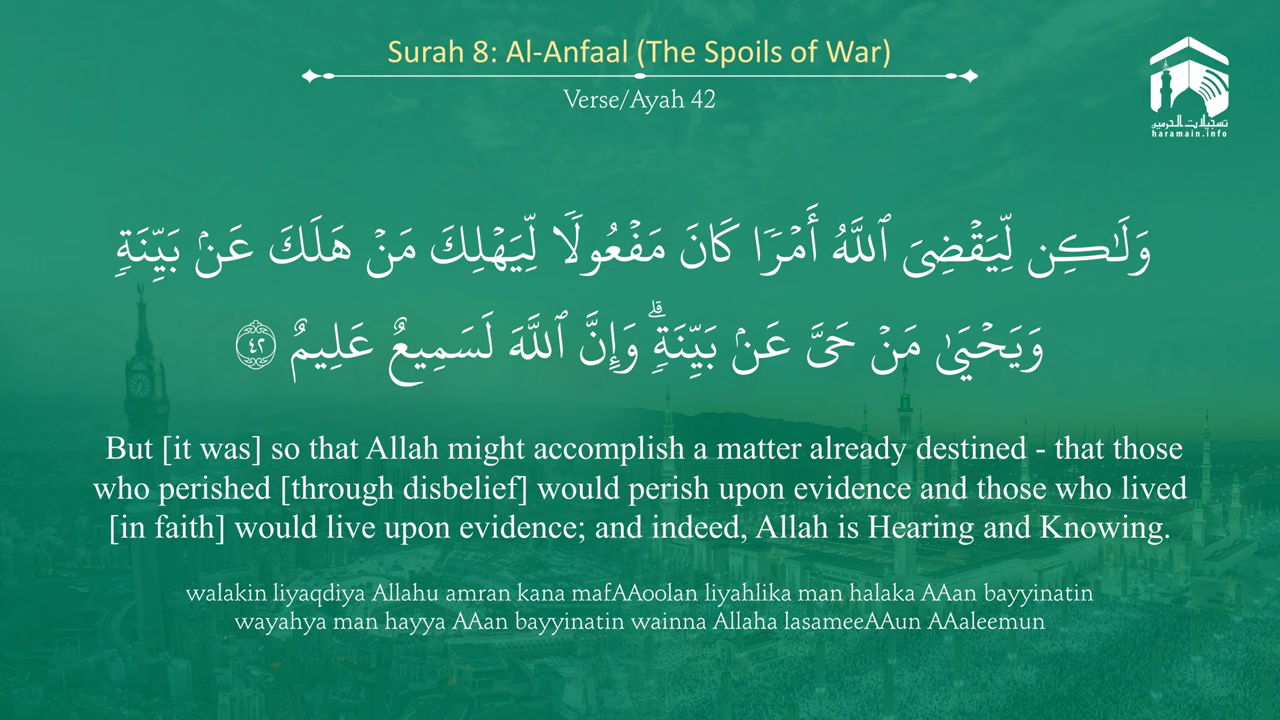 Surah 8: Al-Anfaal (The Spoils of War)
Verse/Ayah 42
تسجيلات الحرمين
haramain.info
وَلَـٰكِن لِّيَقْضِىَ ٱللَّهُ أَمْرًا كَانَ مَفْعُولًا لِّيَهْلِكَ مَنْ هَلَكَ عَنۢ بَيِّنَةٍ
وَيَحْيَىٰ مَنْ حَىَّ عَنۢ بَيِّنَةٍ ۗ وَإِنَّ ٱللَّهَ لَسَمِيعٌ عَلِيمٌ ٤٢
But [it was] so that Allah might accomplish a matter already destined - that those
who perished [through disbelief] would perish upon evidence and those who lived
[in faith] would live upon evidence; and indeed, Allah is Hearing and Knowing.
walakin liyaqdiya Allahu amran kana mafAAoolan liyahlika man halaka AAan bayyinatin
wayahya man hayya AAan bayyinatin wainna Allaha lasameeAAun AAaleemun